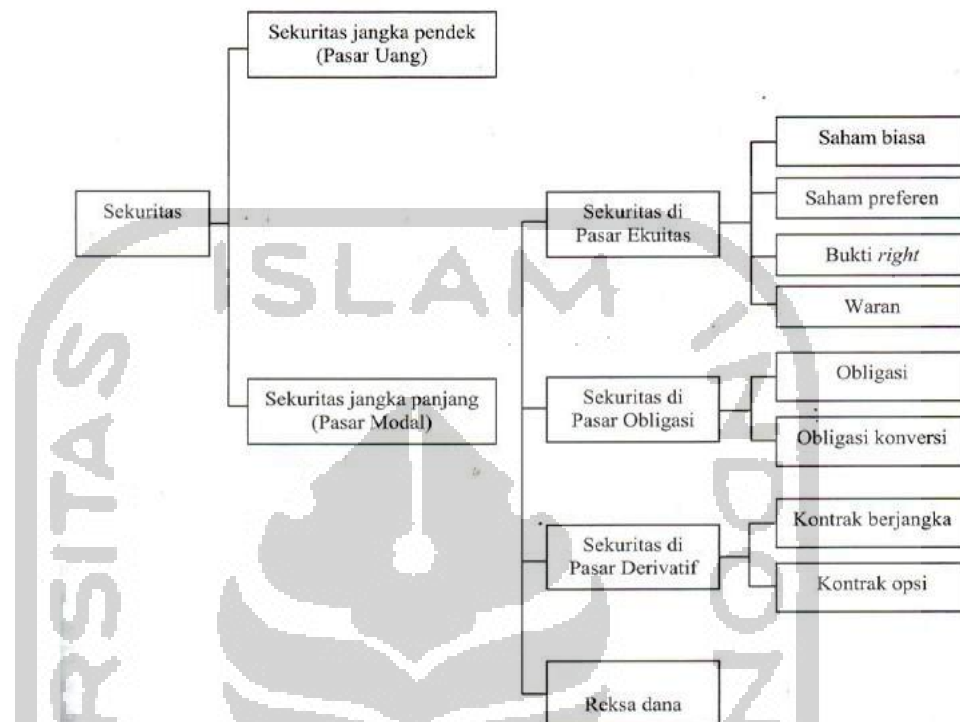 Sekuritas jangka pendek
(Pasar Uang)
Saham biasa
Sekuritas
Sekuritas di
Pasar Ekuitas
Saham preferen
Bukti right
Waran
Sekuritas jangka panjang
(Pasar Modal)
Sekuritas di
Pasar Obligasi
Obligasi
Obligasi konversi
Sekuritas di
Pasar Derivatif
Kontrak berjangka
Kontrak opsi
Reksa dana
ISLAM